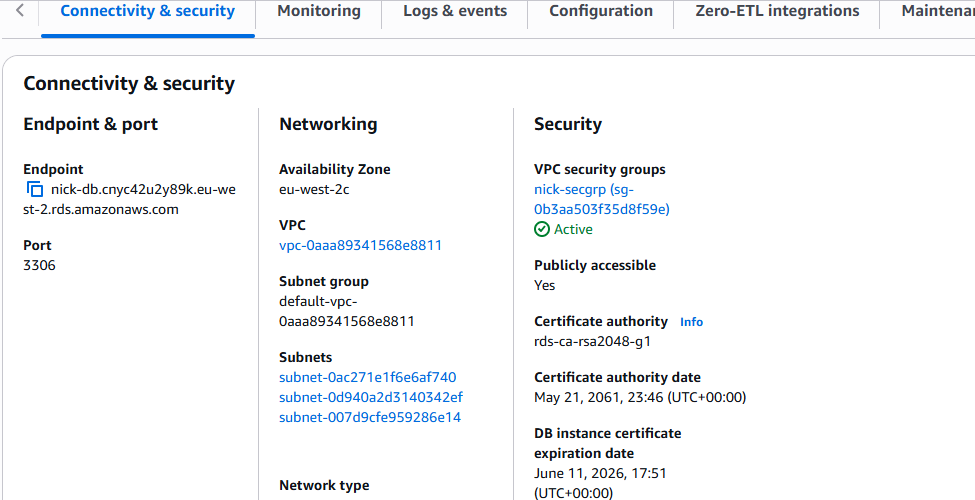 Connectivity & security
Monitoring
Logs & events
Configuration
Zero-ETL integrations
Connectivity & security
Endpoint & port
Endpoint
nick-db.cnyc42u2y89k.eu-we
st-2.rds.amazonaws.com
Port
3306
Networking
Availability Zone
eu-west-2c
VPC
vpc-0aaa89341568e8811
Subnet group
default-vpc-
0aaa89341568e8811
Subnets
subnet-0ac271e1f6e6af740
subnet-0d940a2d3140342ef
subnet-007d9cfe959286e14
Network type
Security
VPC security groups
nick-secgrp (sg-
0b3aa503f35d8f59e)
Active
Publicly accessible
Yes
Certificate authority Info
rds-ca-rsa2048-g1
Certificate authority date
May 21, 2061, 23:46 (UTC+00:00)
DB instance certificate
expiration date
June 11, 2026, 17:51
(UTC+00:00)